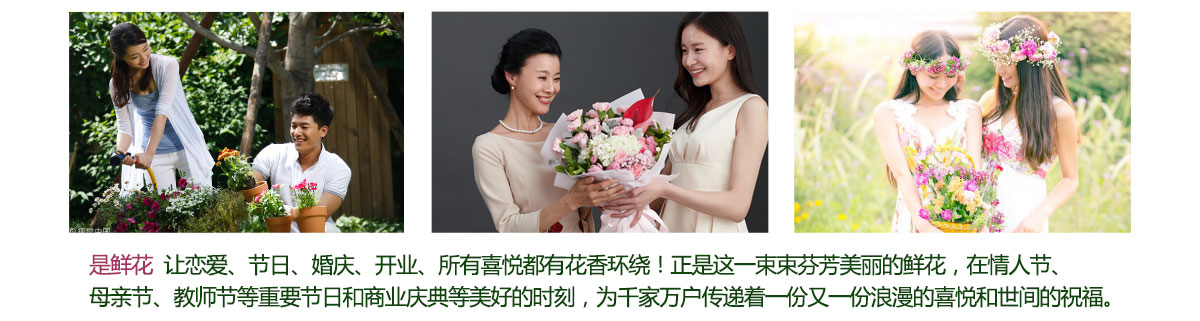 视觉中国
是鲜花 让恋爱、节日、婚庆、开业、所有喜悦都有花香环绕！正是这一束束芬芳美丽的鲜花，在情人节、
母亲节、教师节等重要节日和商业庆典等美好的时刻，为千家万户传递着一份又一份浪漫的喜悦和世间的祝福。